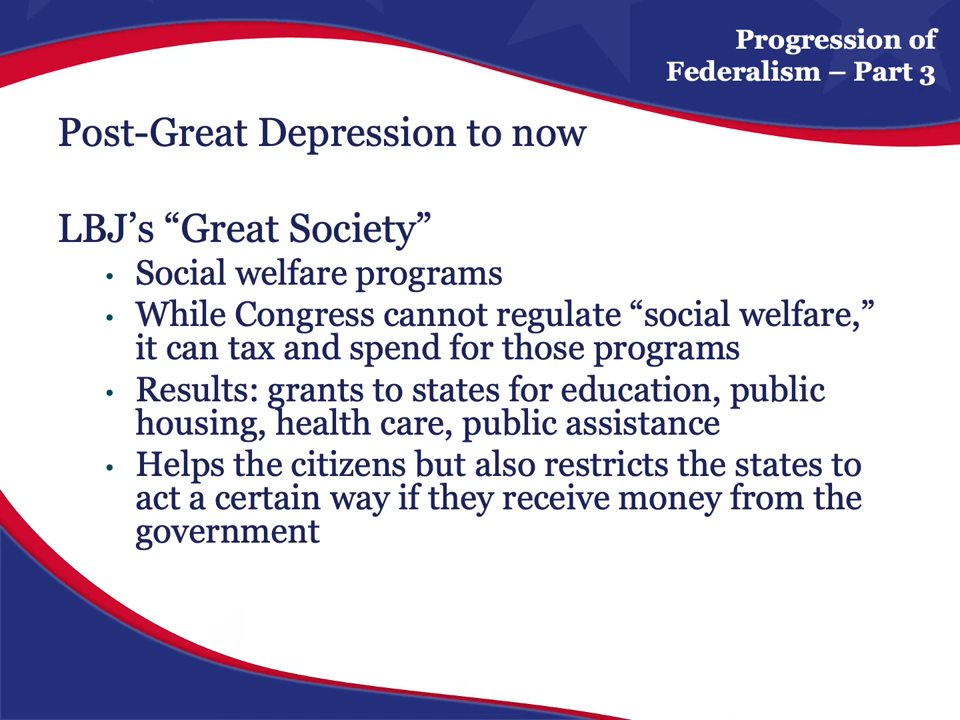 Progression of
Federalism – Part 3
Post-Great Depression to now
LBJ’s “Great Society”
• Social welfare programs
• While Congress cannot regulate “social welfare,”
it can tax and spend for those programs
• Results: grants to states for education, public
housing, health care, public assistance
• Helps the citizens but also restricts the states to
act a certain way if they receive money from the
government